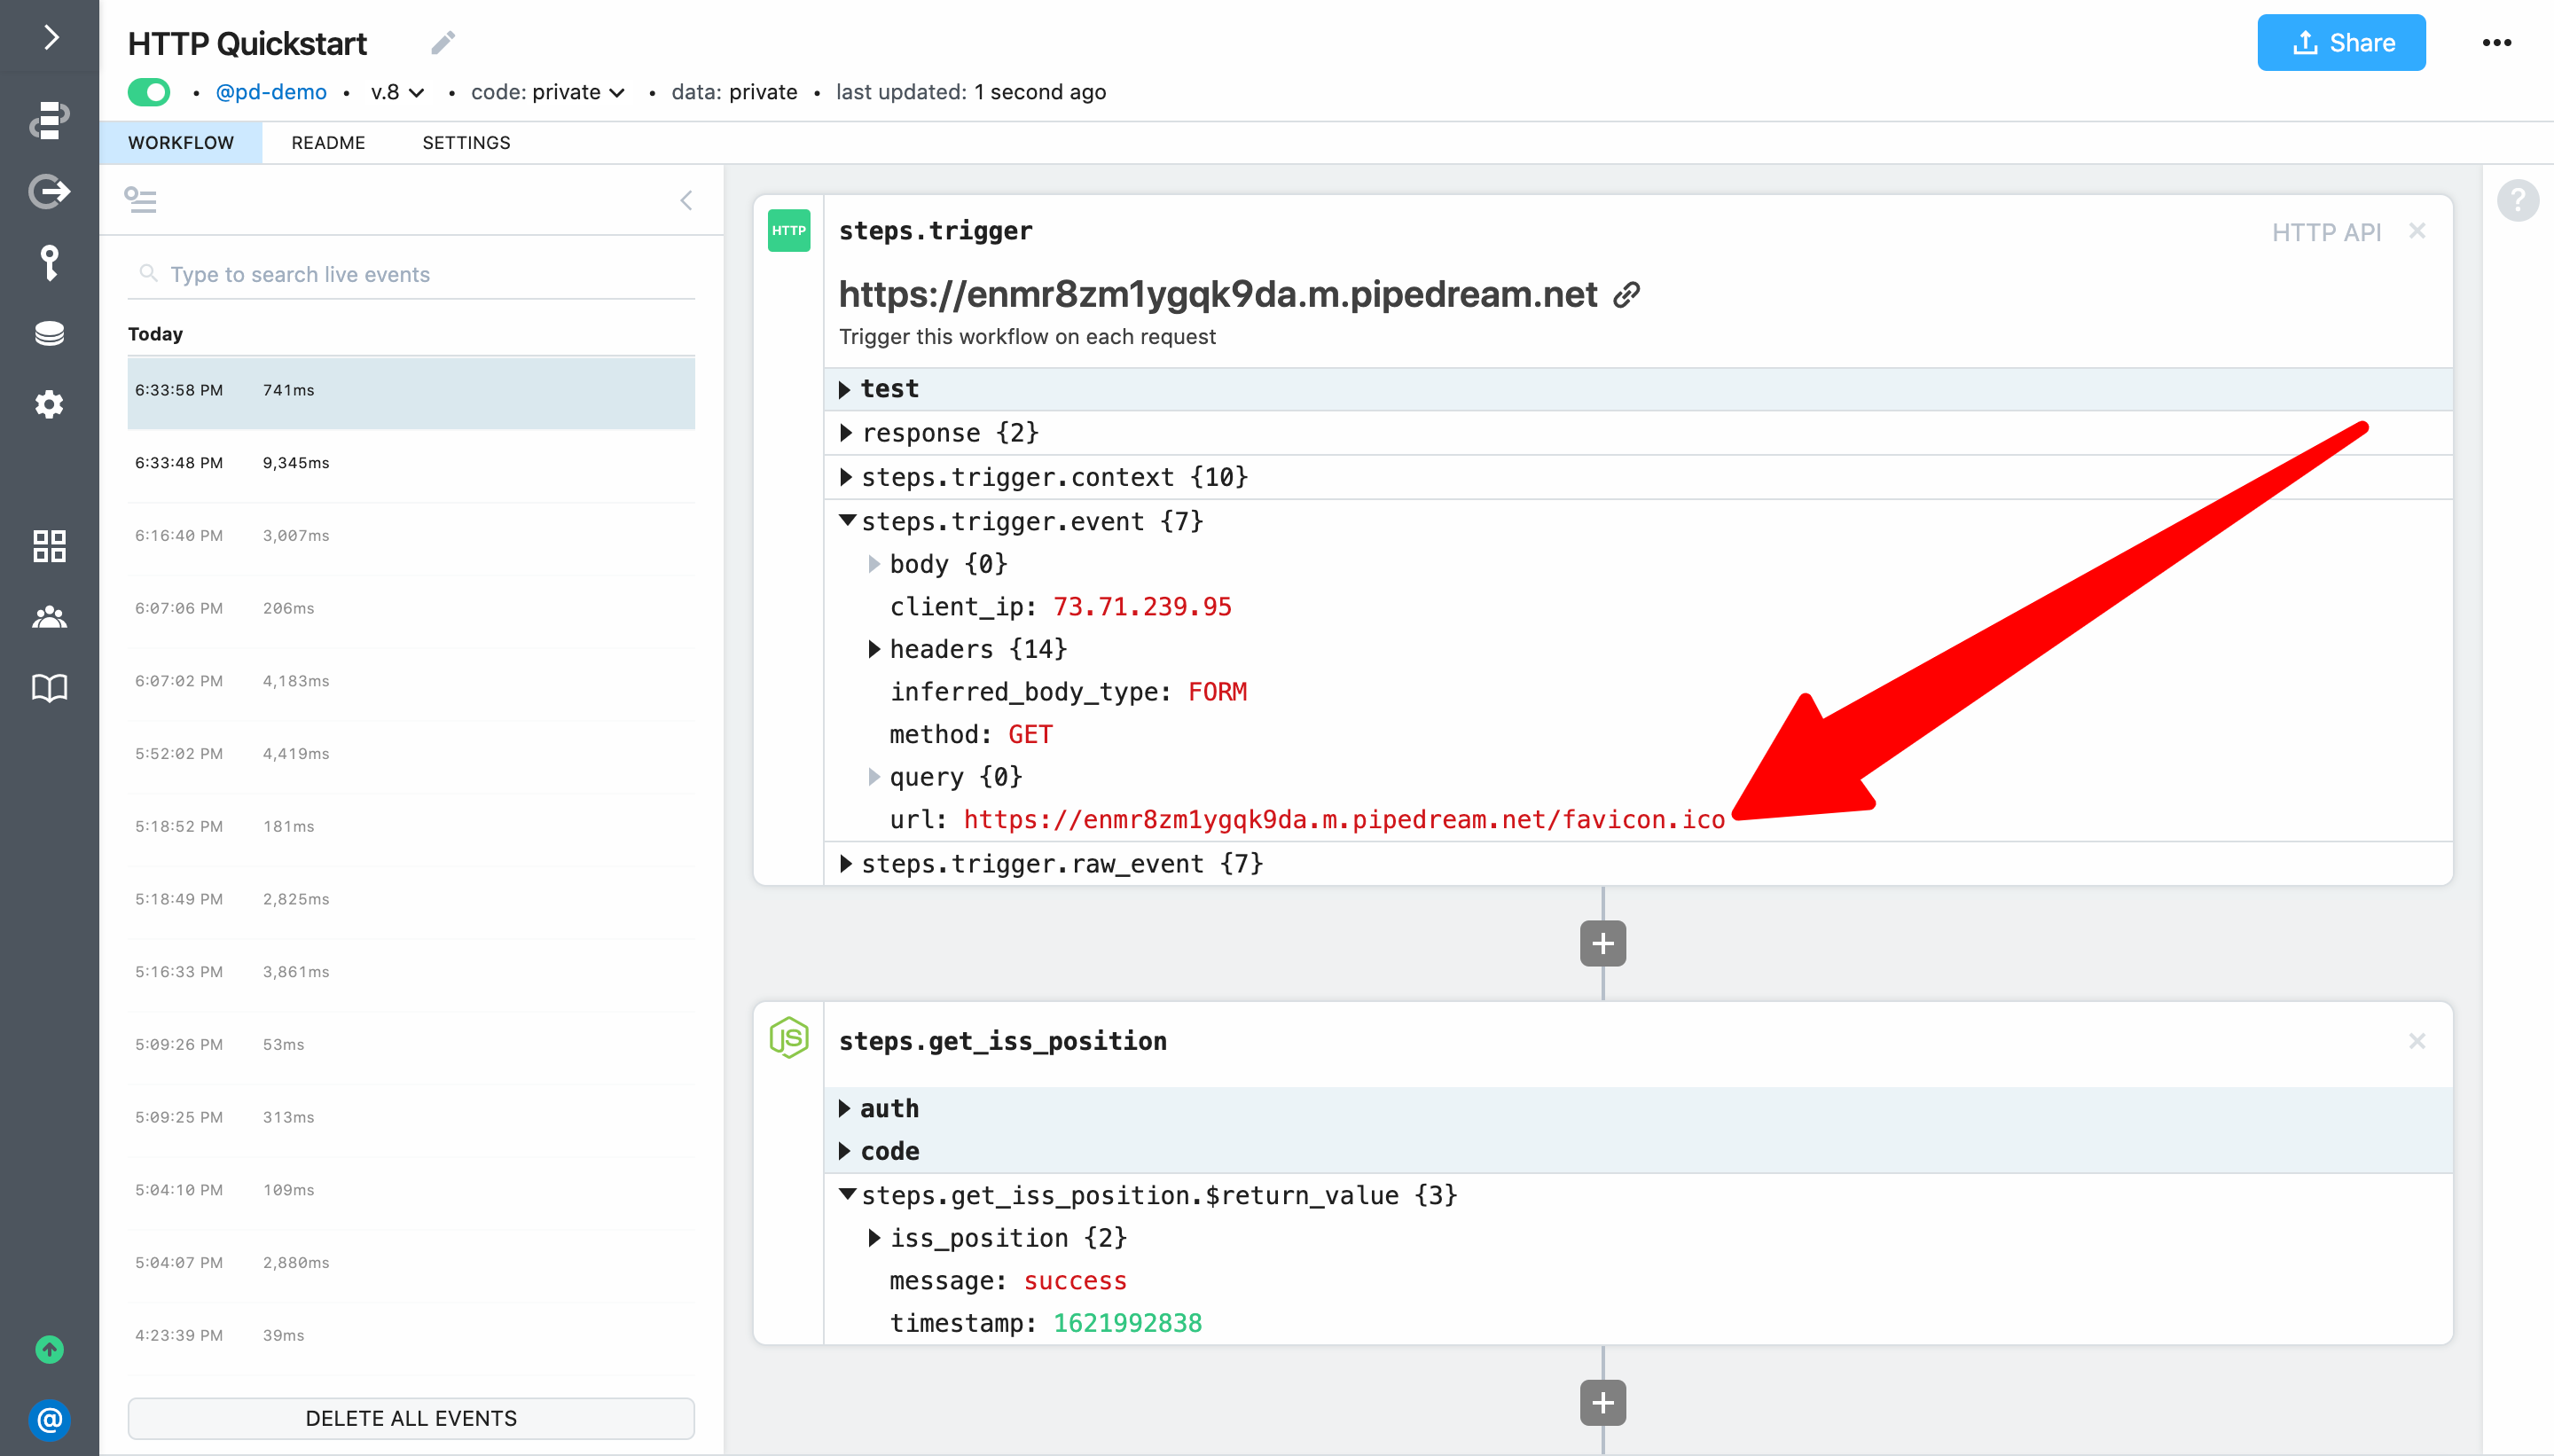 HTTP Quickstart
Share
@pd-demo • v.8 • code: private • data: private • last updated: 1 second ago
WORKFLOW README SETTINGS
Type to search live events
Today
6:33:58 PM 741ms
6:33:48 PM 9,345ms
6:16:40 PM 3,007ms
6:07:06 PM 206ms
6:07:02 PM 4,183ms
5:52:02 PM 4,419ms
5:18:52 PM 181ms
5:18:49 PM 2,825ms
5:16:33 PM 3,861ms
5:09:26 PM 53ms
5:09:25 PM 313ms
5:04:10 PM 109ms
5:04:07 PM 2,880ms
4:23:39 PM 39ms
DELETE ALL EVENTS
HTTP
steps.trigger
HTTP API
https://enmr8zm1ygqk9da.m.pipedream.net
Trigger this workflow on each request
test
response {2}
steps.trigger.context {10}
steps.trigger.event {7}
body {0}
client_ip: 73.71.239.95
headers {14}
inferred_body_type: FORM
method: GET
query {0}
url: https://enmr8zm1ygqk9da.m.pipedream.net/favicon.ico
steps.trigger.raw_event {7}
JS
steps.get_iss_position
auth
code
steps.get_iss_position.$return_value {3}
iss_position {2}
message: success
timestamp: 1621992838